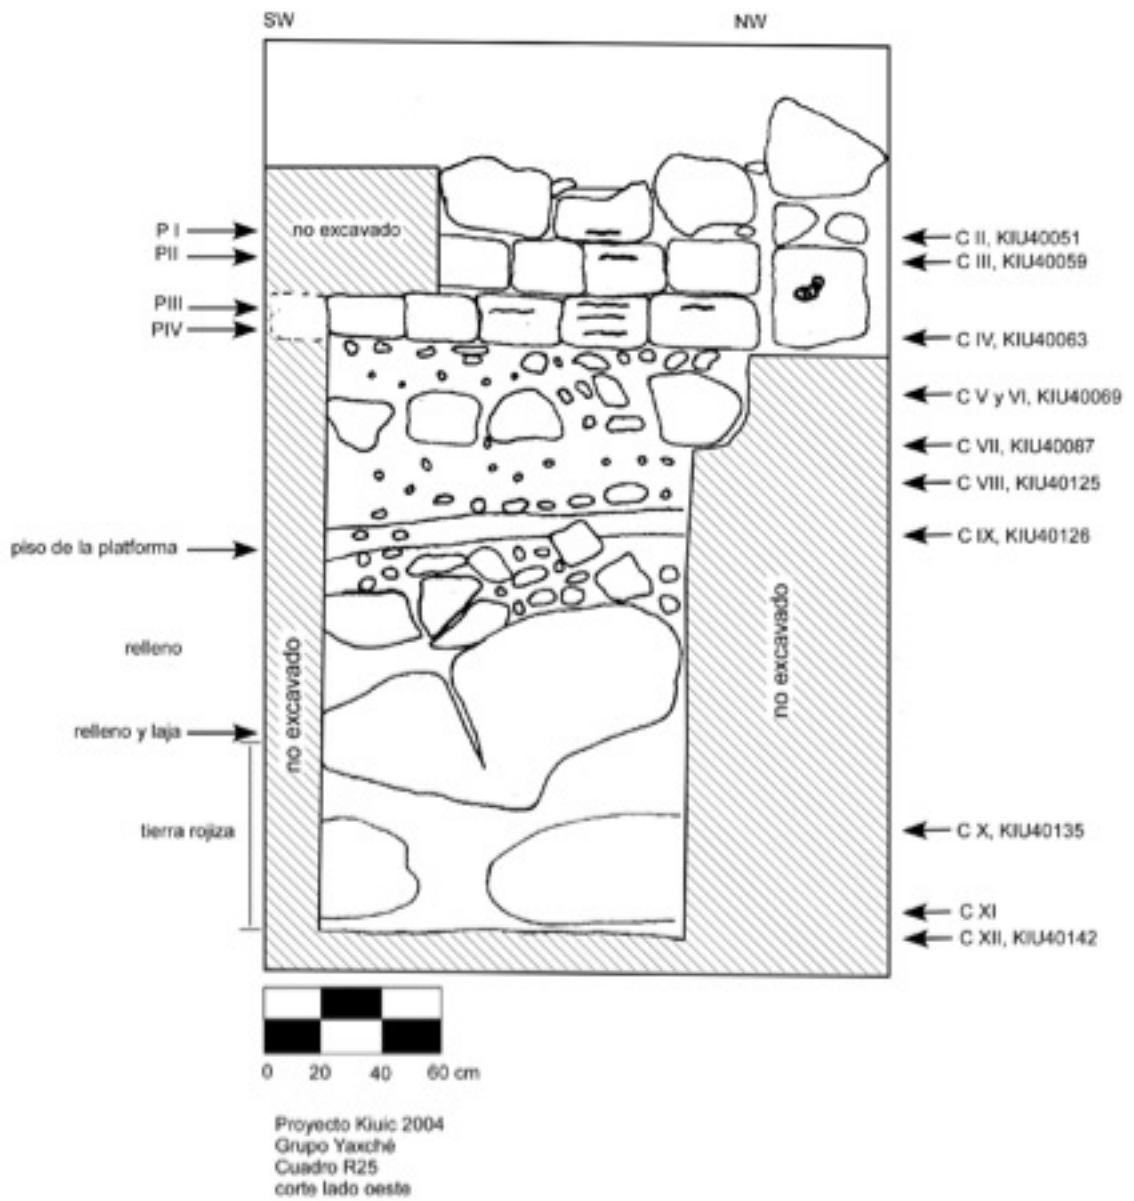 SW
NW
no excavado
P I
PII
PIII
PIV
C II, KIU40051
C III, KIU40059
C IV, KIU40063
C V y VI, KIU40069
C VII, KIU40087
C VIII, KIU40125
C IX, KIU40126
piso de la platforma
relleno
relleno y laja
tierra rojiza
no excavado
no excavado
C X, KIU40135
C XI
C XII, KIU40142
0 20 40 60 cm
Proyecto Kiuic 2004
Grupo Yaxché
Cuadro R25
corte lado oeste